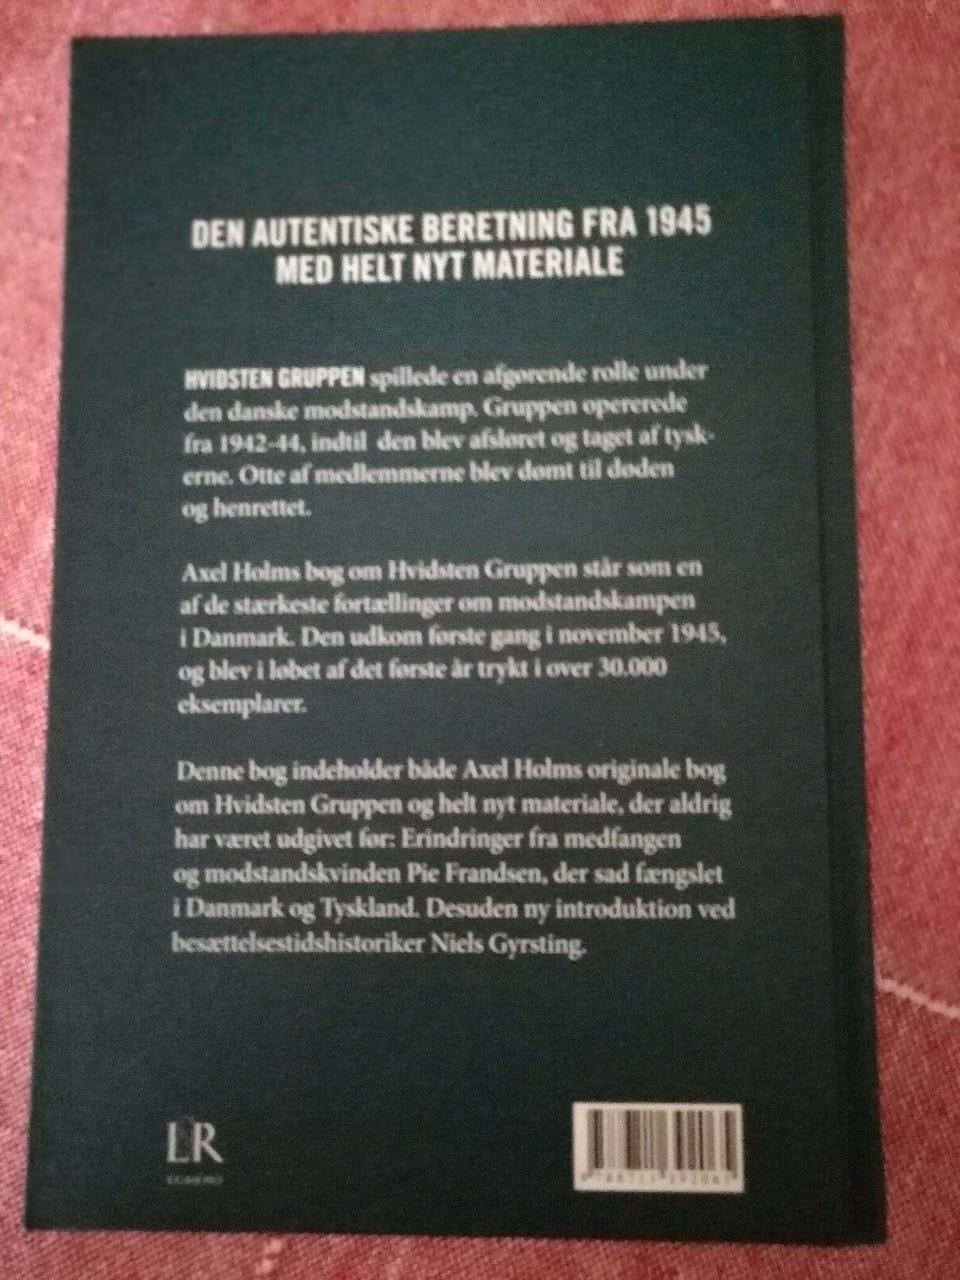 DEN AUTENTISKE BERETNING FRA 1945
MED HELT NYT MATERIALE
HVIDSTEN GRUPPEN spillede en afgørende rolle under
den danske modstandskamp. Gruppen opererede
fra 1942-44, indtil den blev afsløret og taget af tysk-
erne. Otte af medlemmerne blev dømt til døden
og henrettet.
Axel Holms bog om Hvidsten Gruppen står som en
af de stærkeste fortællinger om modstandskampen
i Danmark. Den udkom første gang i november 1945,
og blev i løbet af det første år trykt i over 30.000
eksemplarer.
Denne bog indeholder både Axel Holms originale bog
om Hvidsten Gruppen og helt nyt materiale, der aldrig
har været udgivet før: Erindringer fra medfangen
og modstandskvinden Pie Frandsen, der sad fængslet
i Danmark og Tyskland. Desuden ny introduktion ved
besættelsestidshistoriker Niels Gyrsting.
L&R